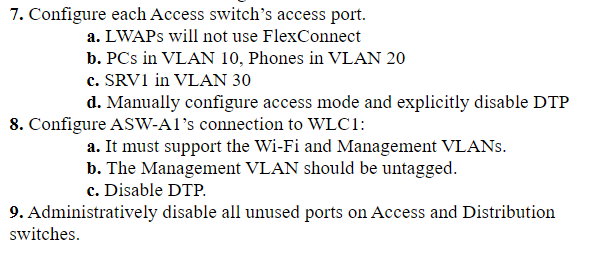 7. Configure each Access switch’s access port.
a. LWAPs will not use FlexConnect
b. PCs in VLAN 10, Phones in VLAN 20
c. SRV1 in VLAN 30
d. Manually configure access mode and explicitly disable DTP
8. Configure ASW-A1’s connection to WLC1:
a. It must support the Wi-Fi and Management VLANs.
b. The Management VLAN should be untagged.
c. Disable DTP.
9. Administratively disable all unused ports on Access and Distribution
switches.